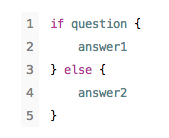 1 if question {
2     answer1
3 } else {
4     answer2
5 }